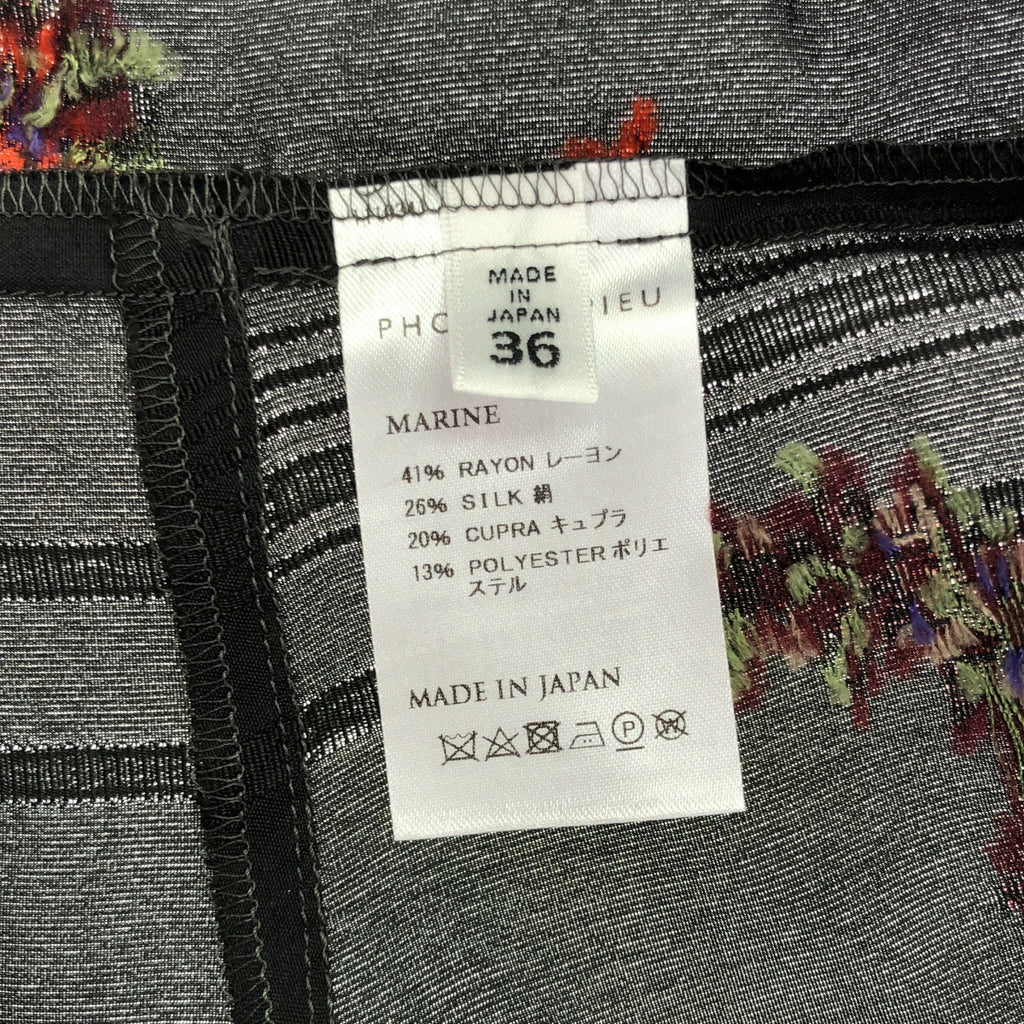 MADE
IN
JAPAN
36
MARINE
41% RAYON レーヨン
26% SILK 絹
20% CUPRA キュプラ
13% POLYESTER ポリエ
ステル
MADE IN JAPAN
P
W